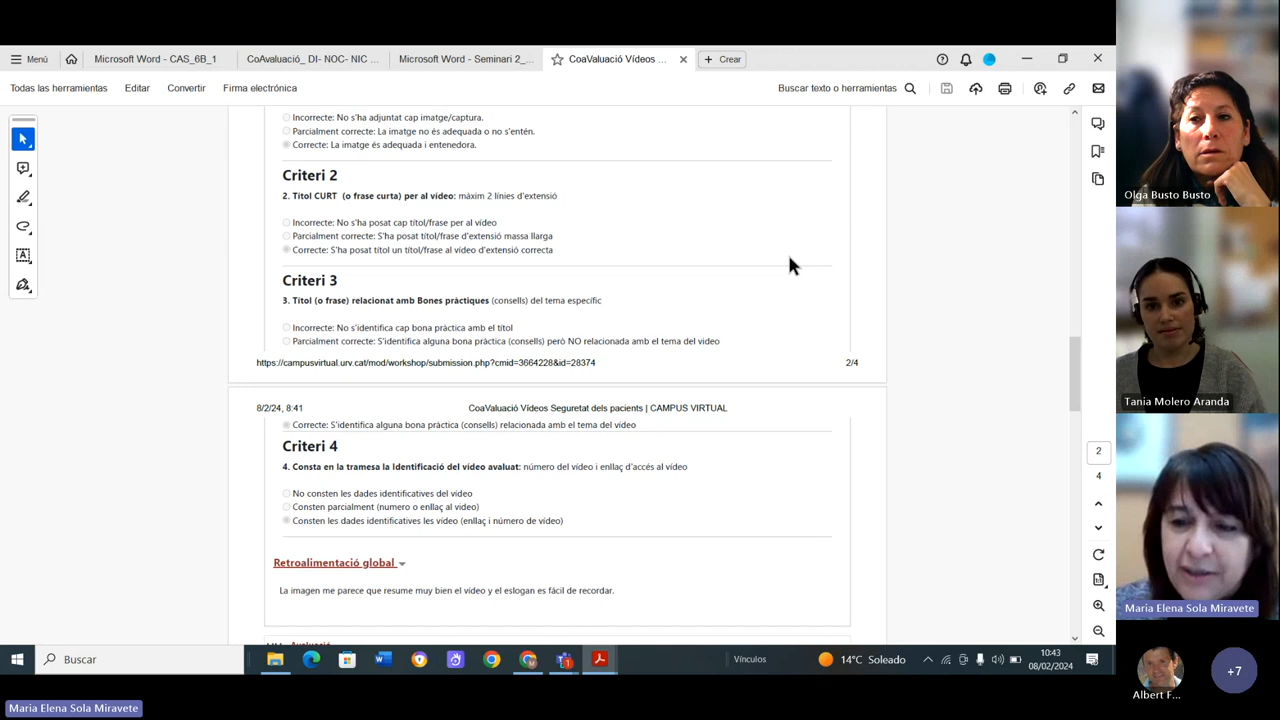 Menú
Microsoft Word - CAS_6B_1
CoAvaluació_ DI- NOC- NIC ...
Microsoft Word - Seminari 2_...
CoaValuació Vídeos ...
Crear
Todas las herramientas
Editar
Convertir
Firma electrónica
Buscar texto o herramientas
Incorrecte: No s'ha adjuntat cap imatge/captura.
Parcialment correcte: La imatge no és adequada o no s'entén.
Correcte: La imatge és adequada i entenedora.
Criteri 2
2. Títol CURT (o frase curta) per al vídeo: màxim 2 línies d'extensió
Incorrecte: No s'ha posat cap títol/frase per al vídeo
Parcialment correcte: S'ha posat títol/frase d'extensió massa llarga
Correcte: S'ha posat títol un títol/frase al vídeo d'extensió correcta
Criteri 3
3. Títol (o frase) relacionat amb Bones pràctiques (consells) del tema específic
Incorrecte: No s'identifica cap bona pràctica amb el títol
Parcialment correcte: S'identifica alguna bona pràctica (consells) però NO relacionada amb el tema del vídeo
https://campusvirtual.urv.cat/mod/workshop/submission.php?cmid=3664228&id=28374
2/4
8/2/24, 8:41
CoaValuació Vídeos Seguretat dels pacients | CAMPUS VIRTUAL
Correcte: S'identifica alguna bona pràctica (consells) relacionada amb el tema del vídeo
Criteri 4
4. Consta en la tramesa la Identificació del vídeo avaluat: número del vídeo i enllaç d'accés al vídeo
No consten les dades identificatives del vídeo
Consten parcialment (numero o enllaç al video)
Consten les dades identificatives les vídeo (enllaç i número de vídeo)
Retroalimentació global
La imagen me parece que resume muy bien el vídeo y el eslogan es fácil de recordar.
2
4
Buscar
1
Vínculos
14°C Soleado
10:43
08/02/2024
Maria Elena Sola Miravete
Olga Busto Busto
Tania Molero Aranda
Maria Elena Sola Miravete
Albert F...
+7